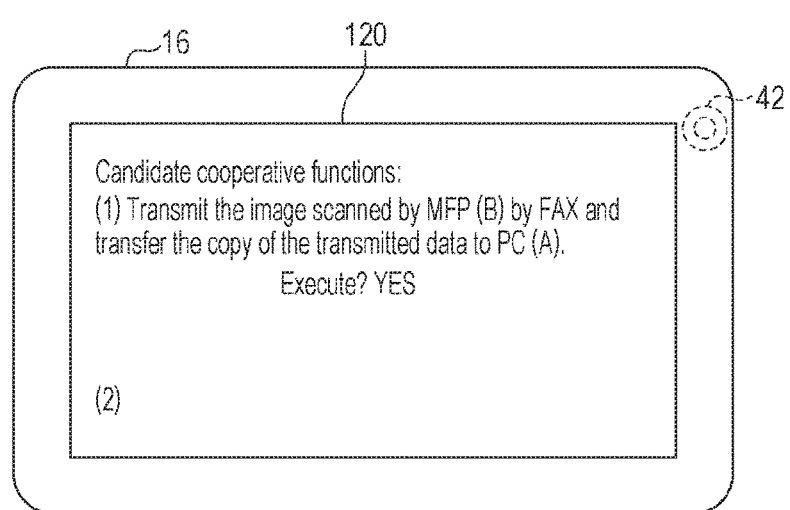 16
120
42
Candidate cooperative functions:
(1) Transmit the image scanned by MFP (B) by FAX and
transfer the copy of the transmitted data to PC (A).
Execute? YES
(2)